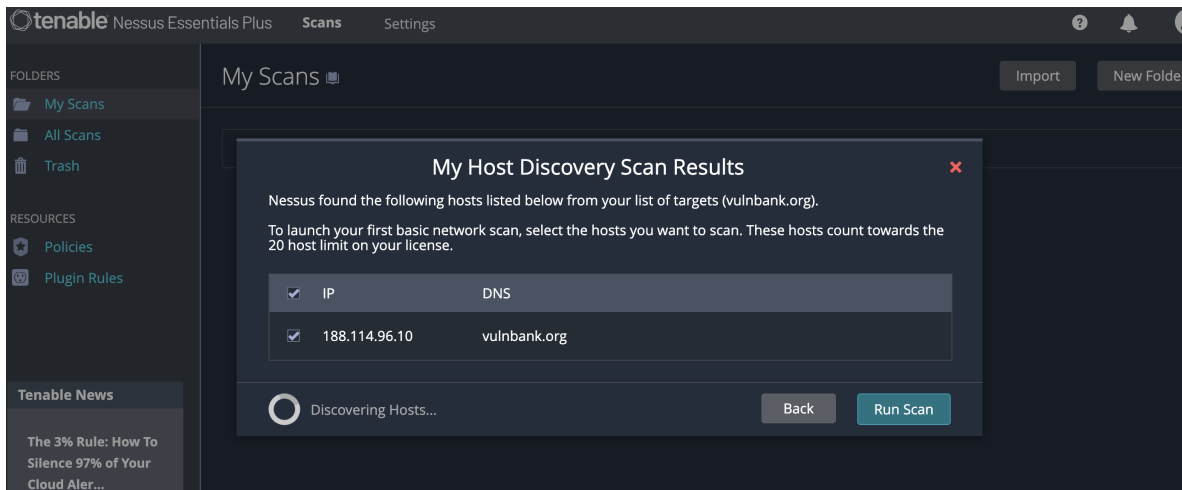 tenable Nessus Essentials Plus Scans Settings
FOLDERS
My Scans
All Scans
Trash
RESOURCES
Policies
Plugin Rules
Tenable News
The 3% Rule: How To
Silence 97% of Your
Cloud Aler...
My Scans
Import New Folde
My Host Discovery Scan Results
Nessus found the following hosts listed below from your list of targets (vulnbank.org).
To launch your first basic network scan, select the hosts you want to scan. These hosts count towards the
20 host limit on your license.
IP DNS
188.114.96.10 vulnbank.org
Discovering Hosts...
Back Run Scan